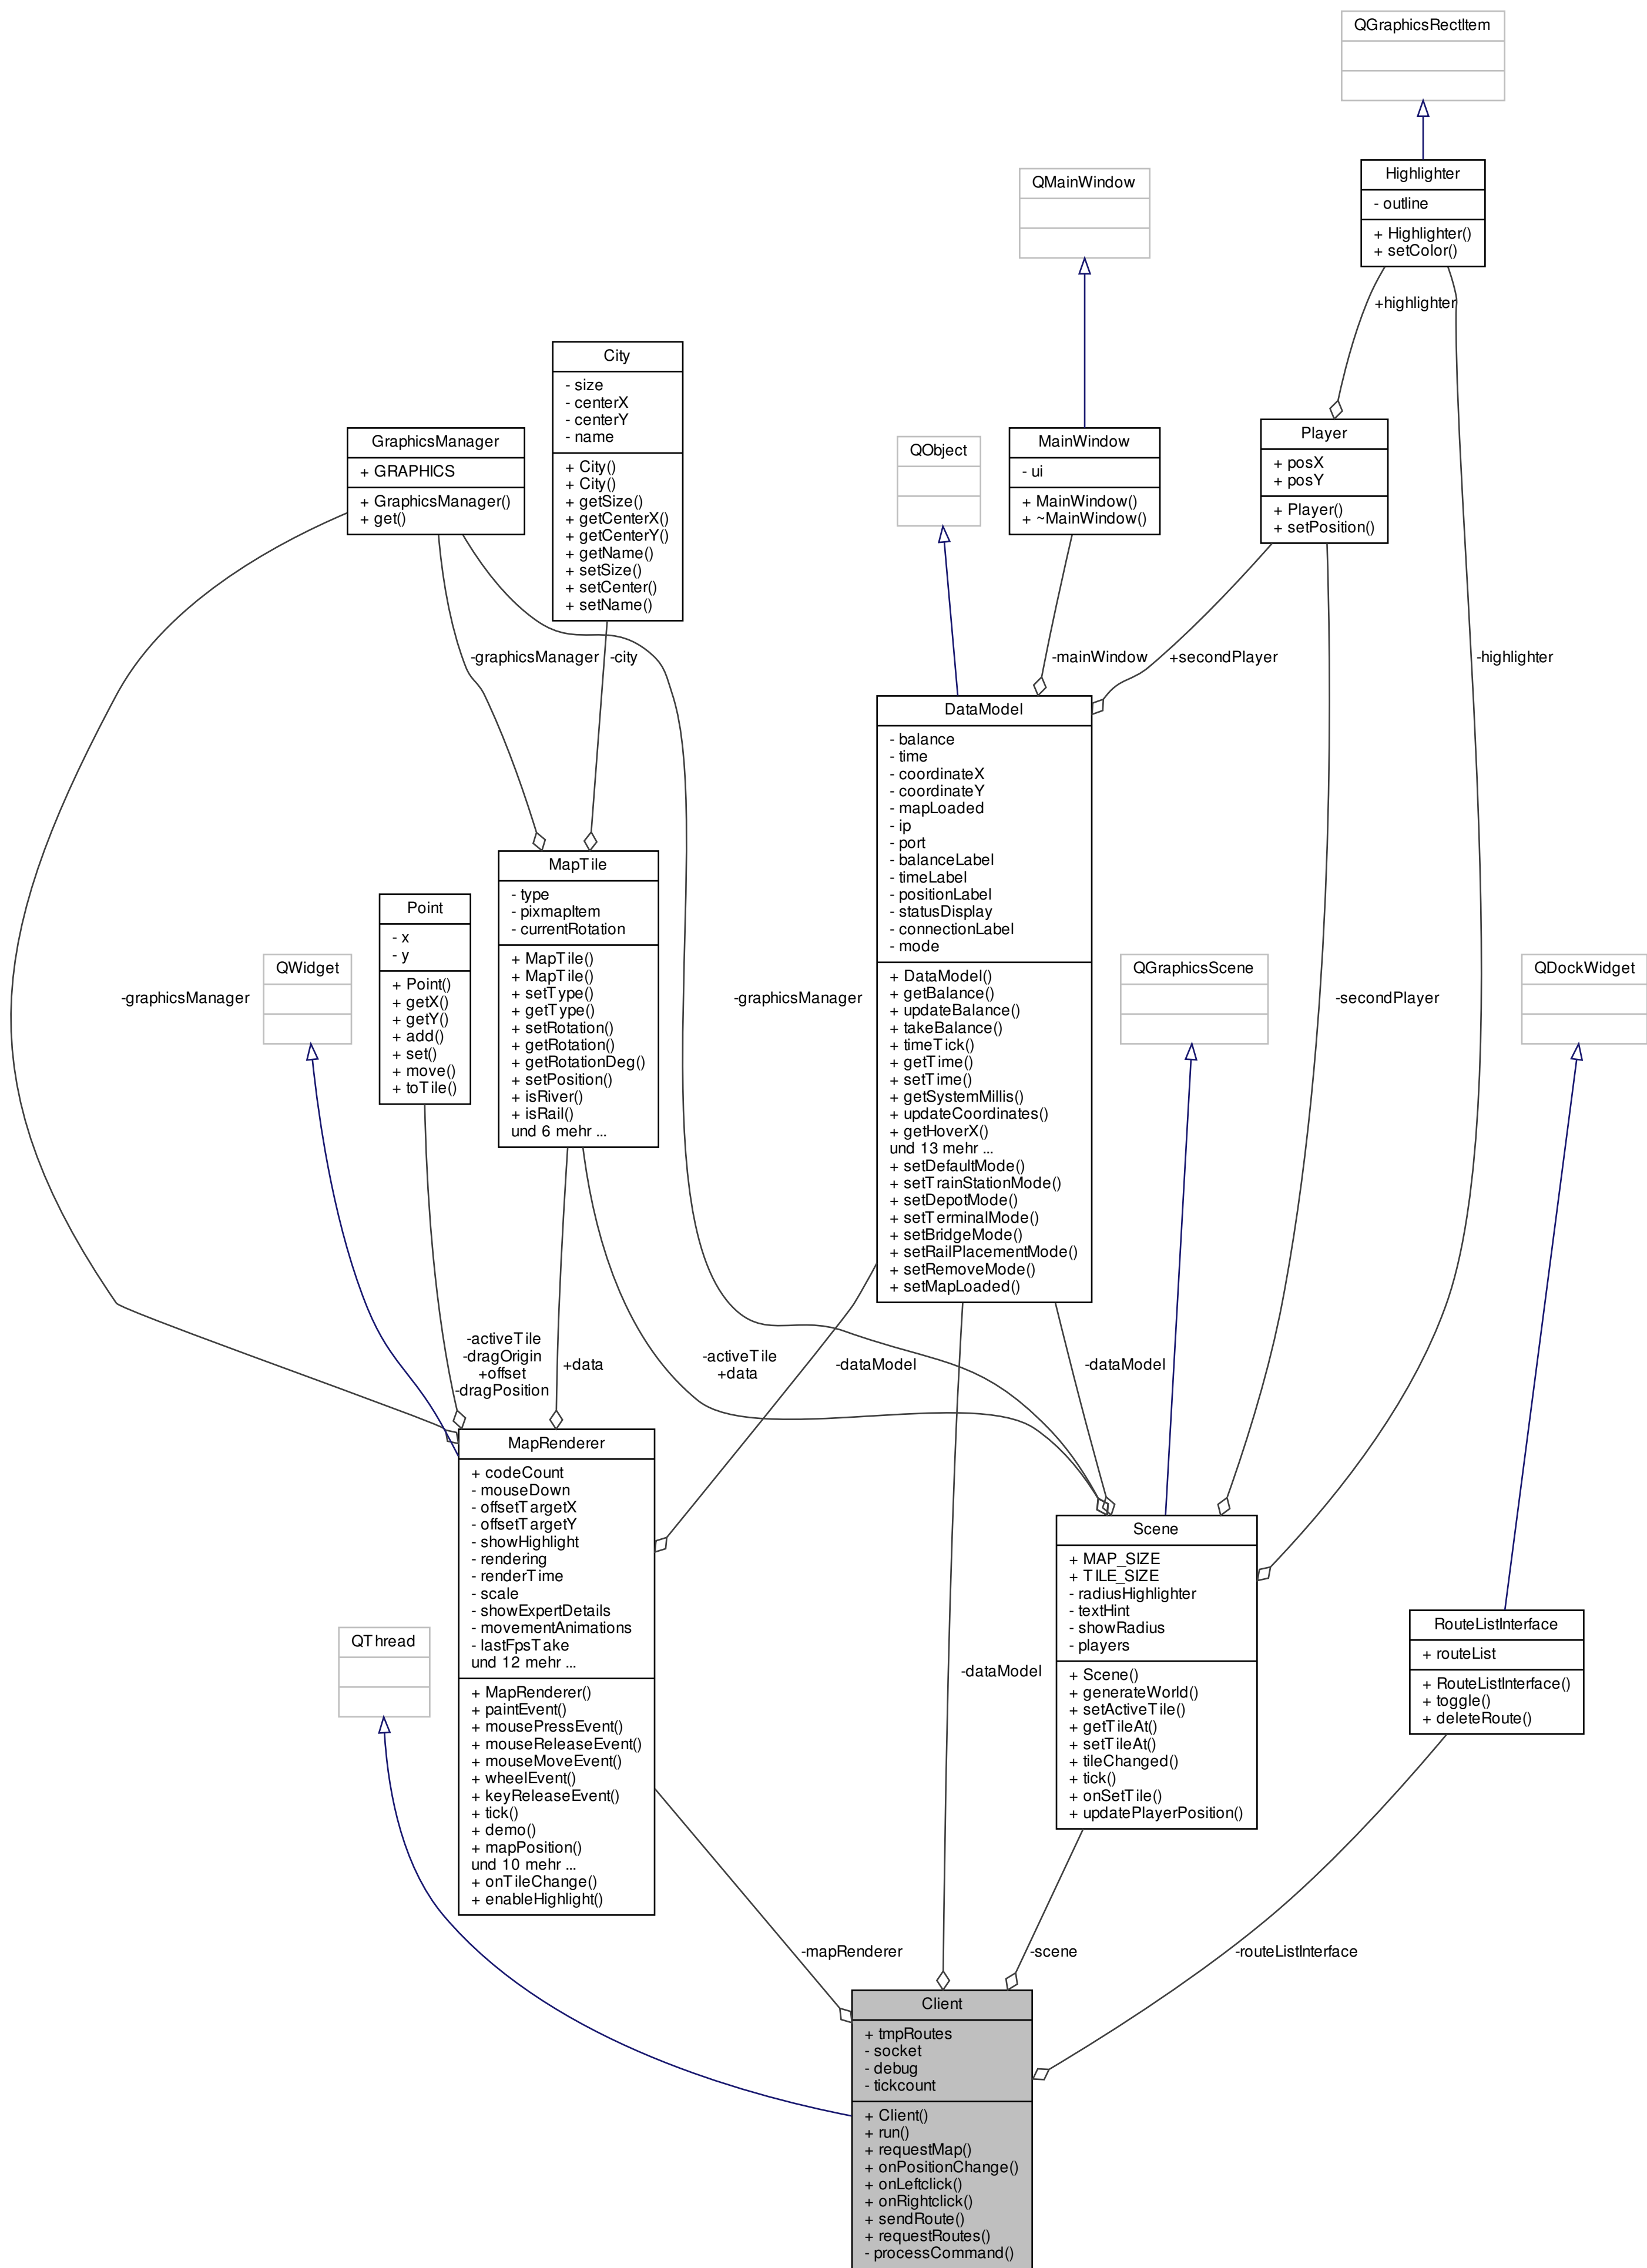 QGraphicsRectItem
Highlighter
- outline
+ Highlighter()
+ setColor()
QMainWindow
+highlighter
City
- size
- centerX
- centerY
- name
+ City()
+ City()
+ getSize()
+ getCenterX()
+ getCenterY()
+ getName()
+ setSize()
+ setCenter()
+ setName()
GraphicsManager
+ GRAPHICS
+ GraphicsManager()
+ get()
QObject
MainWindow
- ui
+ MainWindow()
+ ~MainWindow()
Player
+ posX
+ posY
+ Player()
+ setPosition()
-graphicsManager
-city
-mainWindow
+secondPlayer
-highlighter
DataModel
- balance
- time
- coordinateX
- coordinateY
- mapLoaded
- ip
- port
- balanceLabel
- timeLabel
- positionLabel
- statusDisplay
- connectionLabel
- mode
+ DataModel()
+ getBalance()
+ updateBalance()
+ takeBalance()
+ timeTick()
+ getTime()
+ setTime()
+ getSystemMillis()
+ updateCoordinates()
+ getHoverX()
und 13 mehr ...
+ setDefaultMode()
+ setTrainStationMode()
+ setDepotMode()
+ setTerminalMode()
+ setBridgeMode()
+ setRailPlacementMode()
+ setRemoveMode()
+ setMapLoaded()
MapTile
- type
- pixmapItem
- currentRotation
+ MapTile()
+ MapTile()
+ setType()
+ getType()
+ setRotation()
+ getRotation()
+ getRotationDeg()
+ setPosition()
+ isRiver()
+ isRail()
und 6 mehr ...
Point
- x
- y
+ Point()
+ getX()
+ getY()
+ add()
+ set()
+ move()
+ toTile()
QWidget
QGraphicsScene
QDockWidget
-graphicsManager
-graphicsManager
-secondPlayer
-activeTile
-dragOrigin
+offset
-dragPosition
+data
-activeTile
+data
-dataModel
-dataModel
MapRenderer
+ codeCount
- mouseDown
- offsetTargetX
- offsetTargetY
- showHighlight
- rendering
- renderTime
- scale
- showExpertDetails
- movementAnimations
- lastFpsTake
und 12 mehr ...
+ MapRenderer()
+ paintEvent()
+ mousePressEvent()
+ mouseReleaseEvent()
+ mouseMoveEvent()
+ wheelEvent()
+ keyReleaseEvent()
+ tick()
+ demo()
+ mapPosition()
und 10 mehr ...
+ onTileChange()
+ enableHighlight()
Scene
+ MAP_SIZE
+ TILE_SIZE
- radiusHighlighter
- textHint
- showRadius
- players
+ Scene()
+ generateWorld()
+ setActiveTile()
+ getTileAt()
+ setTileAt()
+ tileChanged()
+ tick()
+ onSetTile()
+ updatePlayerPosition()
RouteListInterface
+ routeList
+ RouteListInterface()
+ toggle()
+ deleteRoute()
QThread
-dataModel
-mapRenderer
-scene
-routeListInterface
Client
+ tmpRoutes
- socket
- debug
- tickcount
+ Client()
+ run()
+ requestMap()
+ onPositionChange()
+ onLeftclick()
+ onRightclick()
+ sendRoute()
+ requestRoutes()
- processCommand()